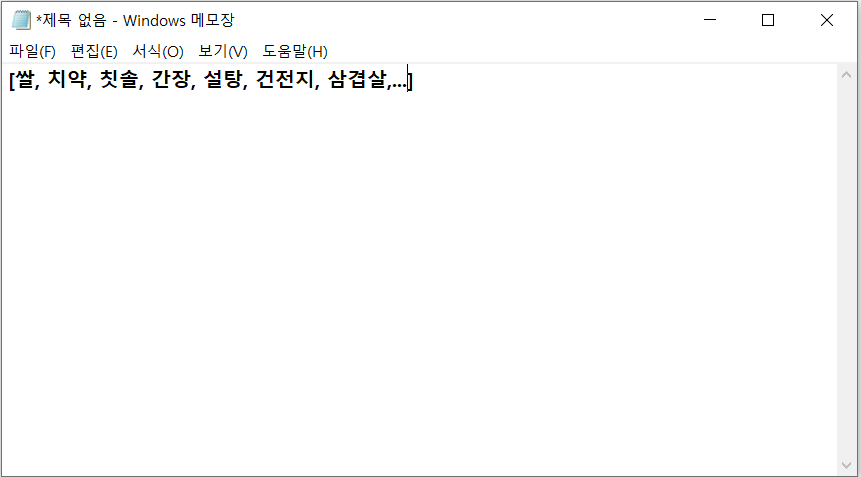 *제목 없음 - Windows 메모장
파일(F) 편집(E) 서식(O) 보기(V) 도움말(H)
[쌀, 치약, 칫솔, 간장, 설탕, 건전지, 삼겹살,...]